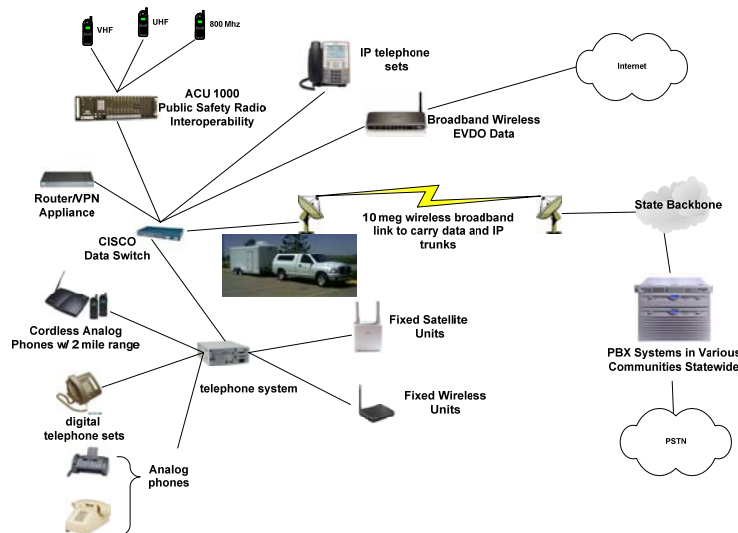 VHF
UHF
800 Mhz
ACU 1000
Public Safety Radio
Interoperability
IP telephone
sets
Internet
Broadband Wireless
EVDO Data
Router/VPN
Appliance
CISCO
Data Switch
10 meg wireless broadband
link to carry data and IP
trunks
State Backbone
Cordless Analog
Phones w/ 2 mile range
telephone system
Fixed Satellite
Units
PBX Systems in Various
Communities Statewide
Fixed Wireless
Units
digital
telephone sets
PSTN
Analog
phones